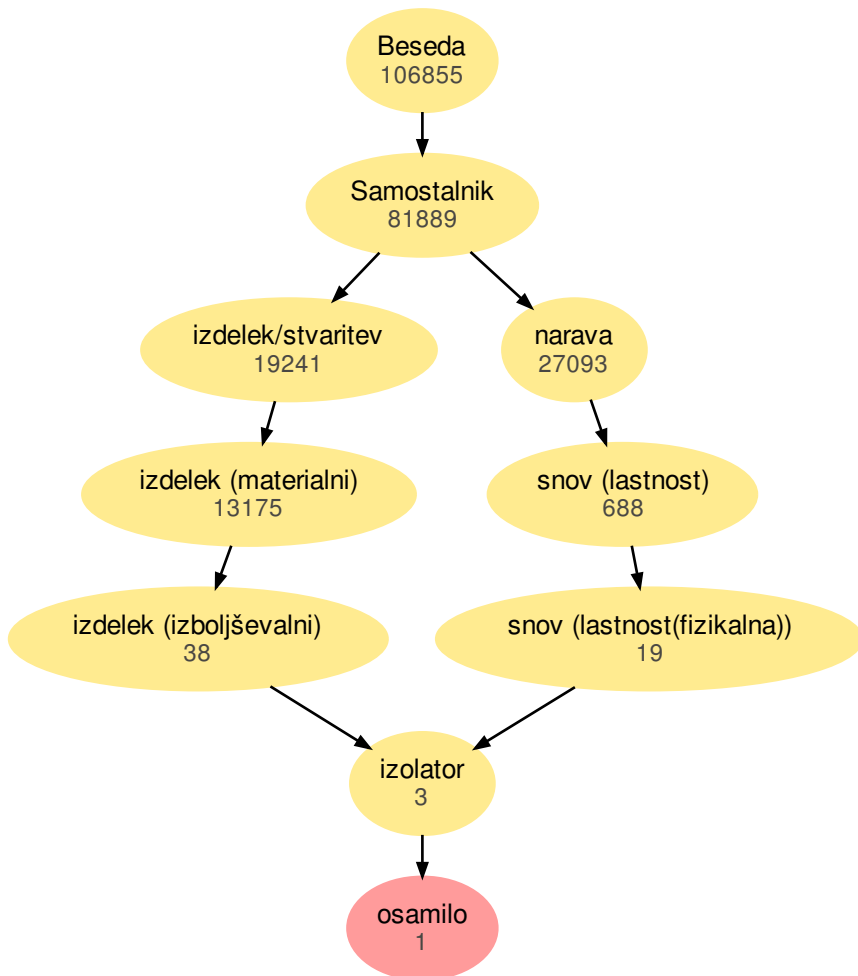 Beseda
106855
Samostalnik
81889
izdelek/stvaritev
19241
narava
27093
izdelek (materialni)
13175
snov (lastnost)
688
izdelek (izboljševalni)
38
snov (lastnost(fizikalna))
19
izolator
3
osamilo
1